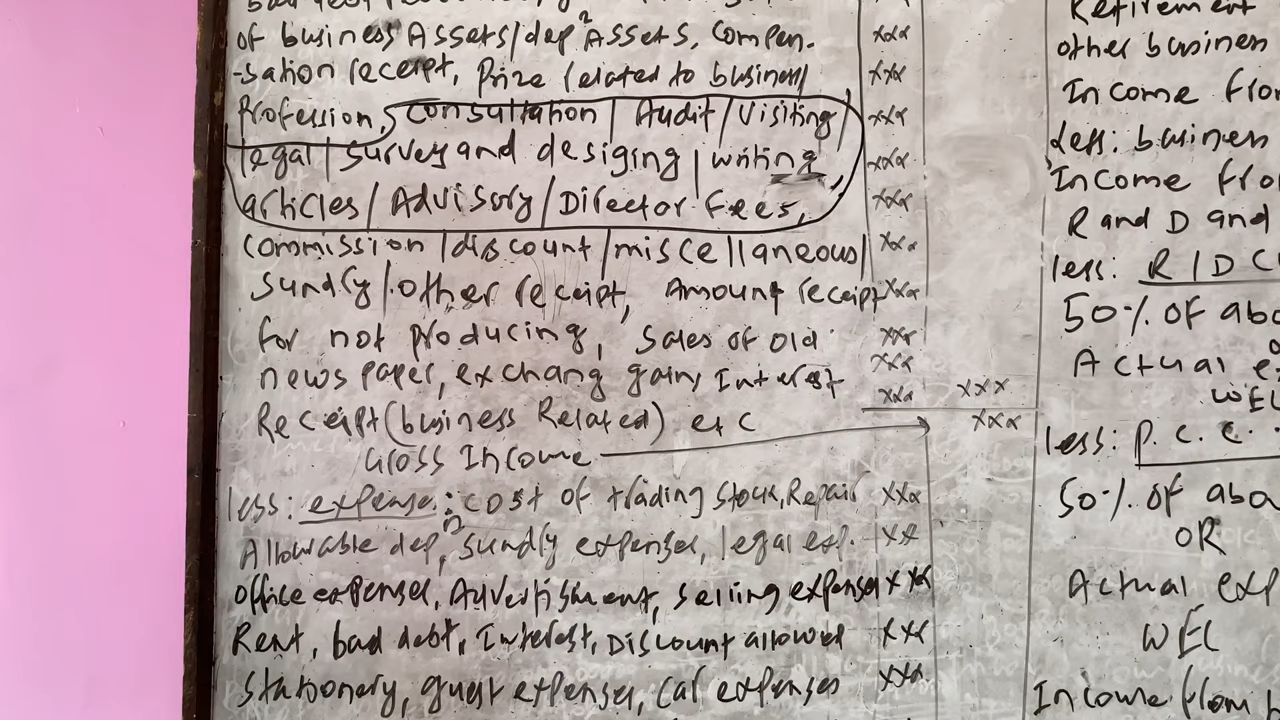 of business Assets/dep^n Assets, Compen.
-sation receipt, Prize (related to business)
Profession, consultation | Audit/Visiting/
legal/survey and desiging/writing,
articles/Advisory/Director fees,
commission/discount/miscellaneous/
Sundry/other receipt, Amount receipt
for not producing, sales of old
news paper, exchang gain, Interest
Receipt (business Related) etc
Gross Income
less: expense: cost of trading stock, Repair
Allowable dep^n, sundry expenses, legal exp.
office expenses, Advertisment, selling expenses
Rent, bad debt, Interest, Discount allowed
stationery, guest expenses, car expenses
xxx
xxx
xxx
xxx
xxx
xxx
xxx
xxx
xxx
xxx xxx
xxx
xxx
xx
xxx
xxx
xxx
Retirement
other business
Income from
less: business
Income from
R and D and
less: R/D C
50% of abo
Actual e
WEL
less: P.C.C.
50% of abo
OR
Actual exp
WEL
Income from b